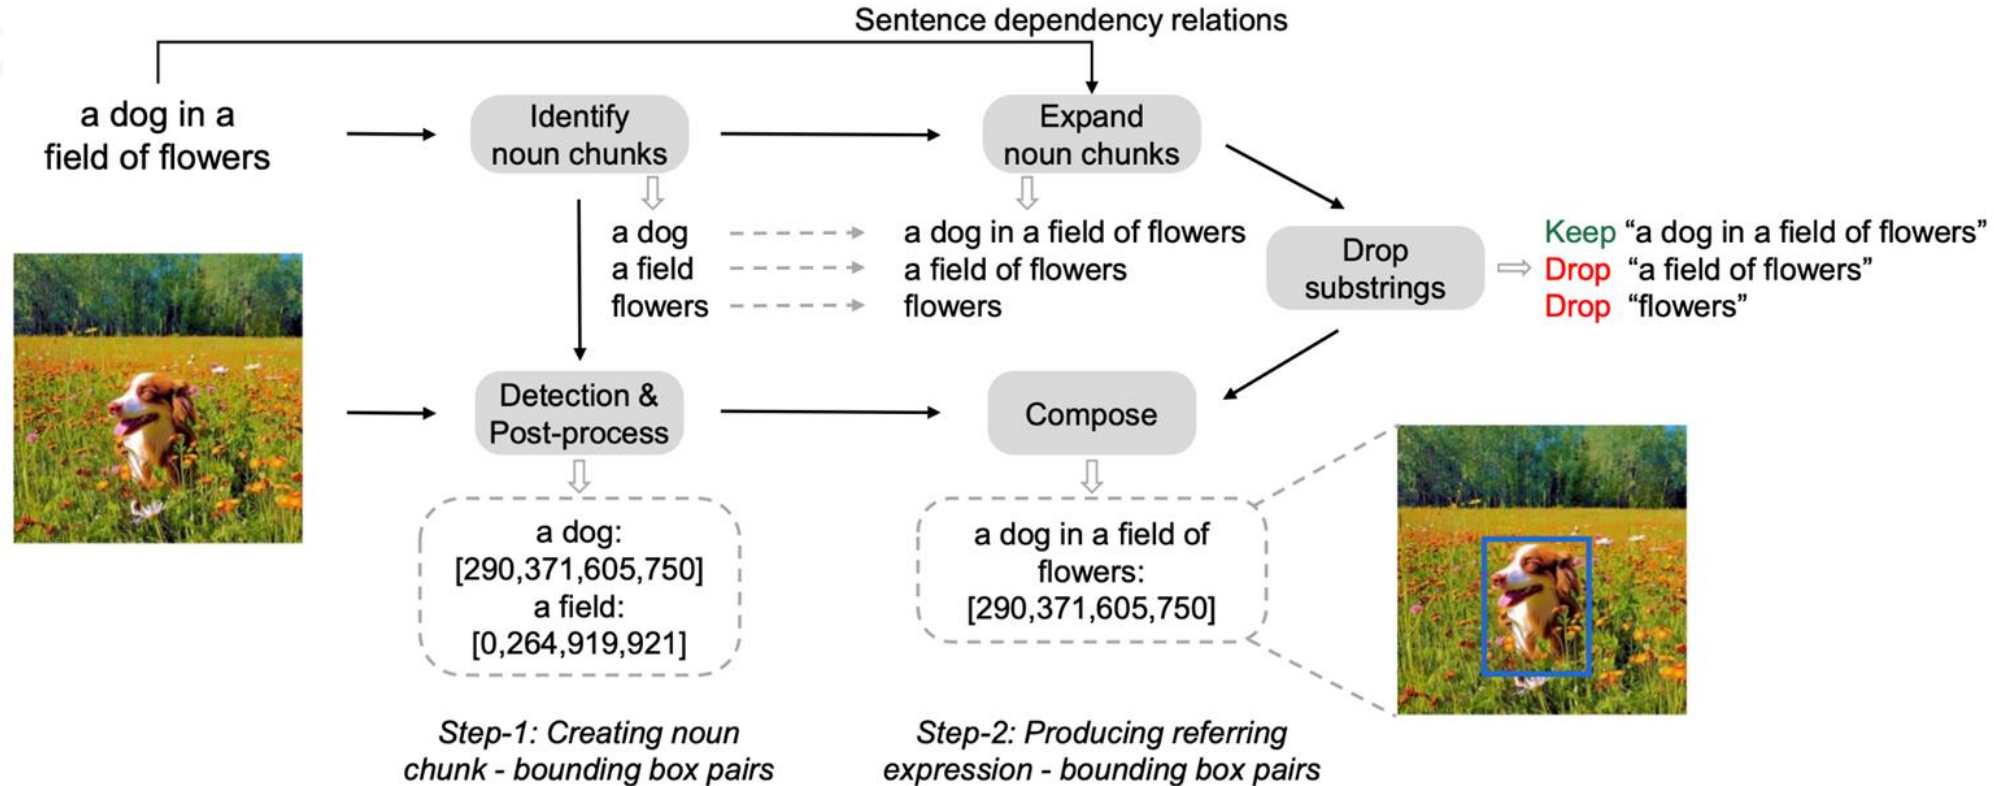 Sentence dependency relations
a dog in a
field of flowers
Identify
noun chunks
Expand
noun chunks
a dog
a field
flowers
a dog in a field of flowers
a field of flowers
flowers
Drop
substrings
Keep “a dog in a field of flowers”
Drop “a field of flowers”
Drop “flowers”
Detection &
Post-process
Compose
a dog:
[290,371,605,750]
a field:
[0,264,919,921]
a dog in a field of
flowers:
[290,371,605,750]
Step-1: Creating noun
chunk - bounding box pairs
Step-2: Producing referring
expression - bounding box pairs